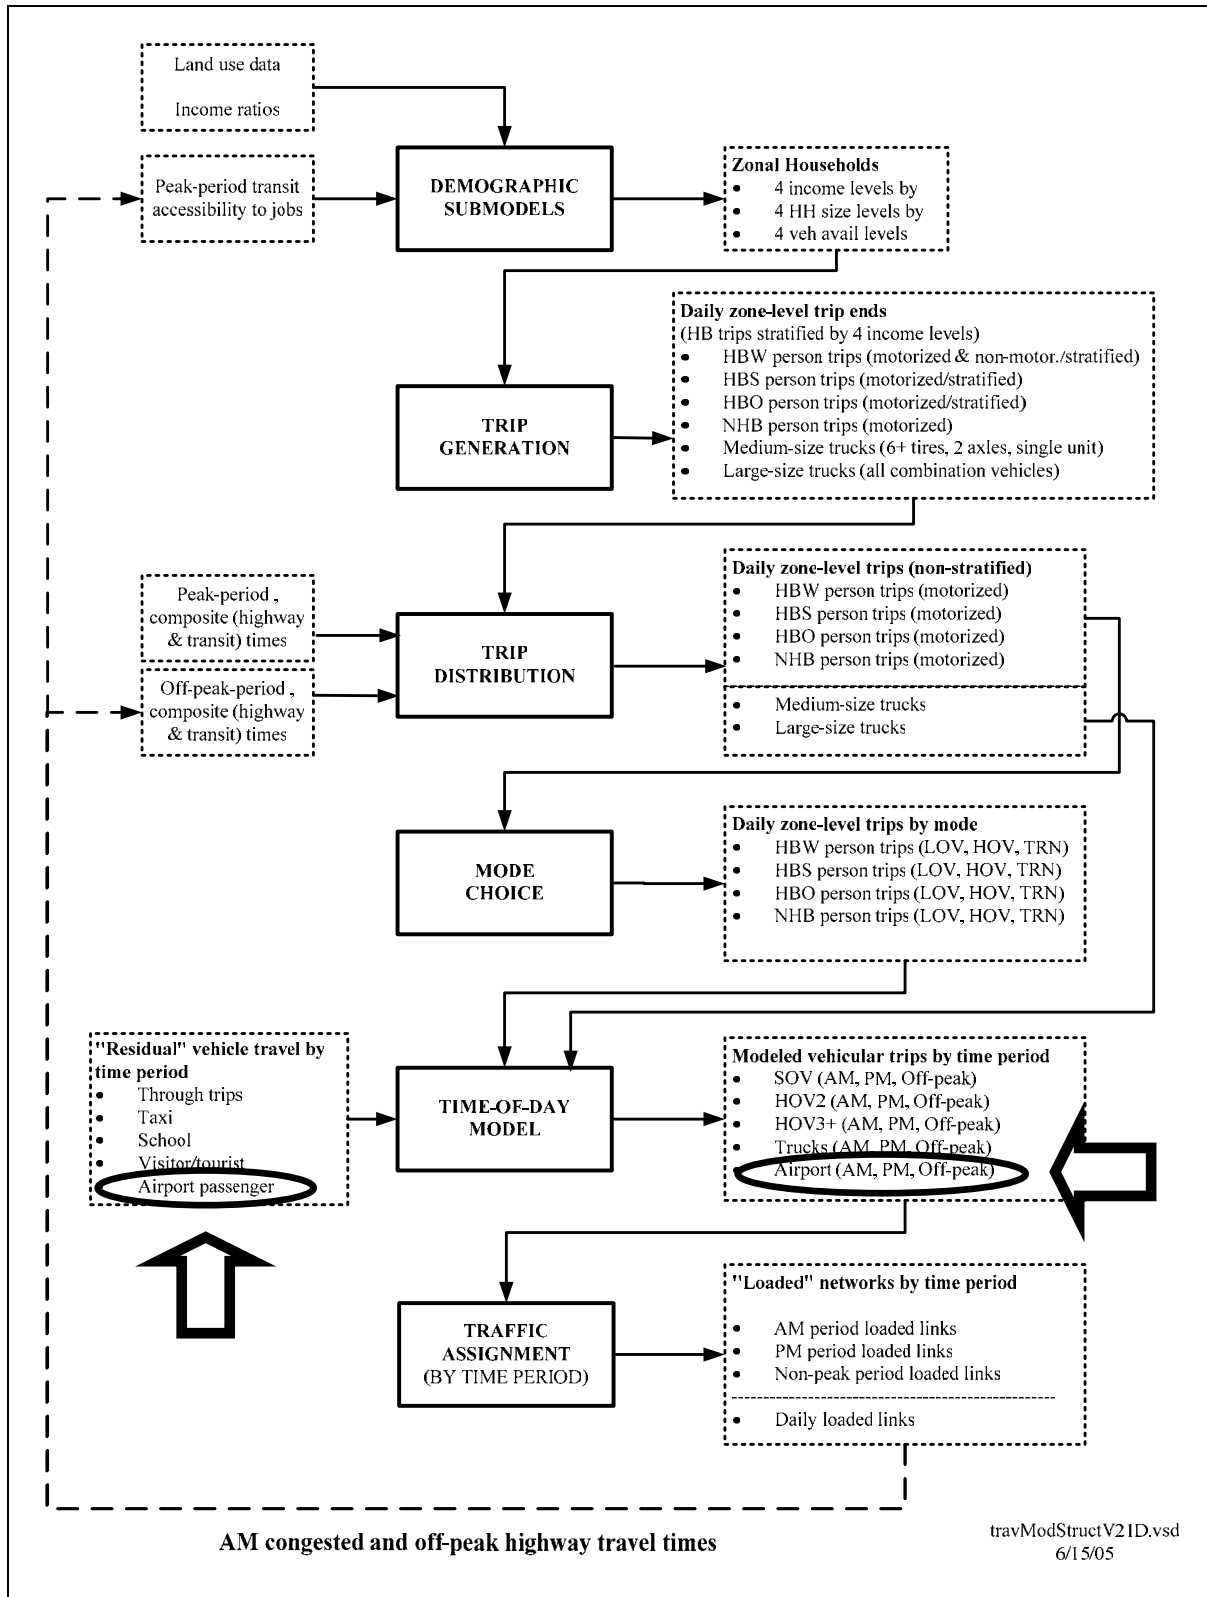 Land use data
Income ratios
Peak-period transit
accessibility to jobs
DEMOGRAPHIC
SUBMODELS
Zonal Households
• 4 income levels by
• 4 HH size levels by
• 4 veh avail levels
Daily zone-level trip ends
(HB trips stratified by 4 income levels)
• HBW person trips (motorized & non-motor./stratified)
• HBS person trips (motorized/stratified)
• HBO person trips (motorized/stratified)
• NHB person trips (motorized)
• Medium-size trucks (6+ tires, 2 axles, single unit)
• Large-size trucks (all combination vehicles)
TRIP
GENERATION
Peak-period ,
composite (highway
& transit) times
Off-peak-period ,
composite (highway
& transit) times
TRIP
DISTRIBUTION
Daily zone-level trips (non-stratified)
• HBW person trips (motorized)
• HBS person trips (motorized)
• HBO person trips (motorized)
• NHB person trips (motorized)
• Medium-size trucks
• Large-size trucks
MODE
CHOICE
Daily zone-level trips by mode
• HBW person trips (LOV, HOV, TRN)
• HBS person trips (LOV, HOV, TRN)
• HBO person trips (LOV, HOV, TRN)
• NHB person trips (LOV, HOV, TRN)
"Residual" vehicle travel by
time period
• Through trips
• Taxi
• School
• Visitor/tourist
• Airport passenger
TIME-OF-DAY
MODEL
Modeled vehicular trips by time period
• SOV (AM, PM, Off-peak)
• HOV2 (AM, PM, Off-peak)
• HOV3+ (AM, PM, Off-peak)
• Trucks (AM, PM, Off-peak)
• Airport (AM, PM, Off-peak)
TRAFFIC
ASSIGNMENT
(BY TIME PERIOD)
"Loaded" networks by time period
• AM period loaded links
• PM period loaded links
• Non-peak period loaded links
• Daily loaded links
AM congested and off-peak highway travel times
travModStructV21D.vsd
6/15/05